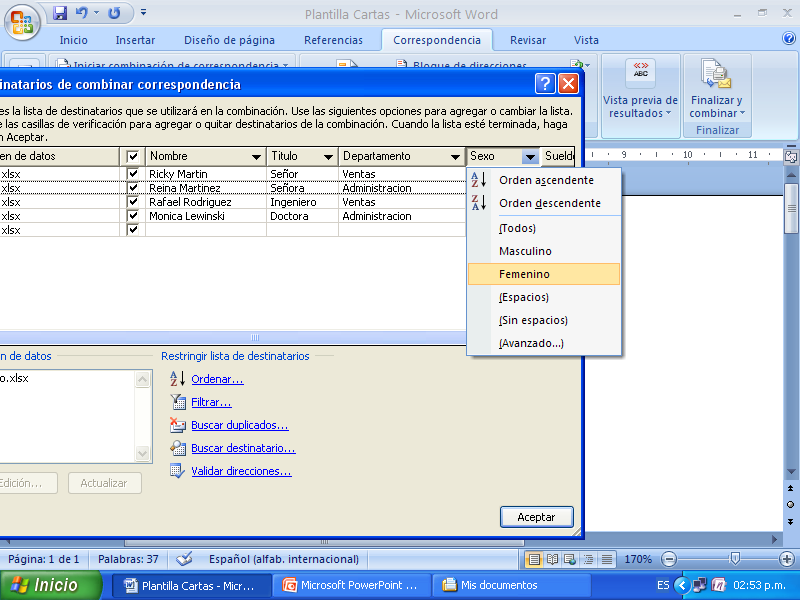 Plantilla Cartas - Microsoft Word
Inicio Insertar Diseño de página Referencias Correspondencia Revisar Vista
Iniciar combinación de correspondencia
Bloque de direcciones
ABC
Vista previa de resultados
Finalizar y combinar
Finalizar
inatarios de combinar correspondencia
es la lista de destinatarios que se utilizará en la combinación. Use las siguientes opciones para agregar o cambiar la lista.
e las casillas de verificación para agregar o quitar destinatarios de la combinación. Cuando la lista esté terminada, haga
n Aceptar.
en de datos Nombre Titulo Departamento Sexo Sueld
xlsx Ricky Martin Señor Ventas
xlsx Reina Martinez Señora Administracion
xlsx Rafael Rodriguez Ingeniero Ventas
xlsx Monica Lewinski Doctora Administracion
xlsx
Orden ascendente
Orden descendente
(Todos)
Masculino
Femenino
(Espacios)
(Sin espacios)
(Avanzado...)
9 10 11
n de datos
o.xlsx
Edición...
Actualizar
Restringir lista de destinatarios
Ordenar...
Filtrar...
Buscar duplicados...
Buscar destinatario...
Validar direcciones...
Aceptar
Página: 1 de 1 Palabras: 37 Español (alfab. internacional) 170%
Inicio Plantilla Cartas - Micr... Microsoft PowerPoint ... Mis documentos ES 02:53 p.m.